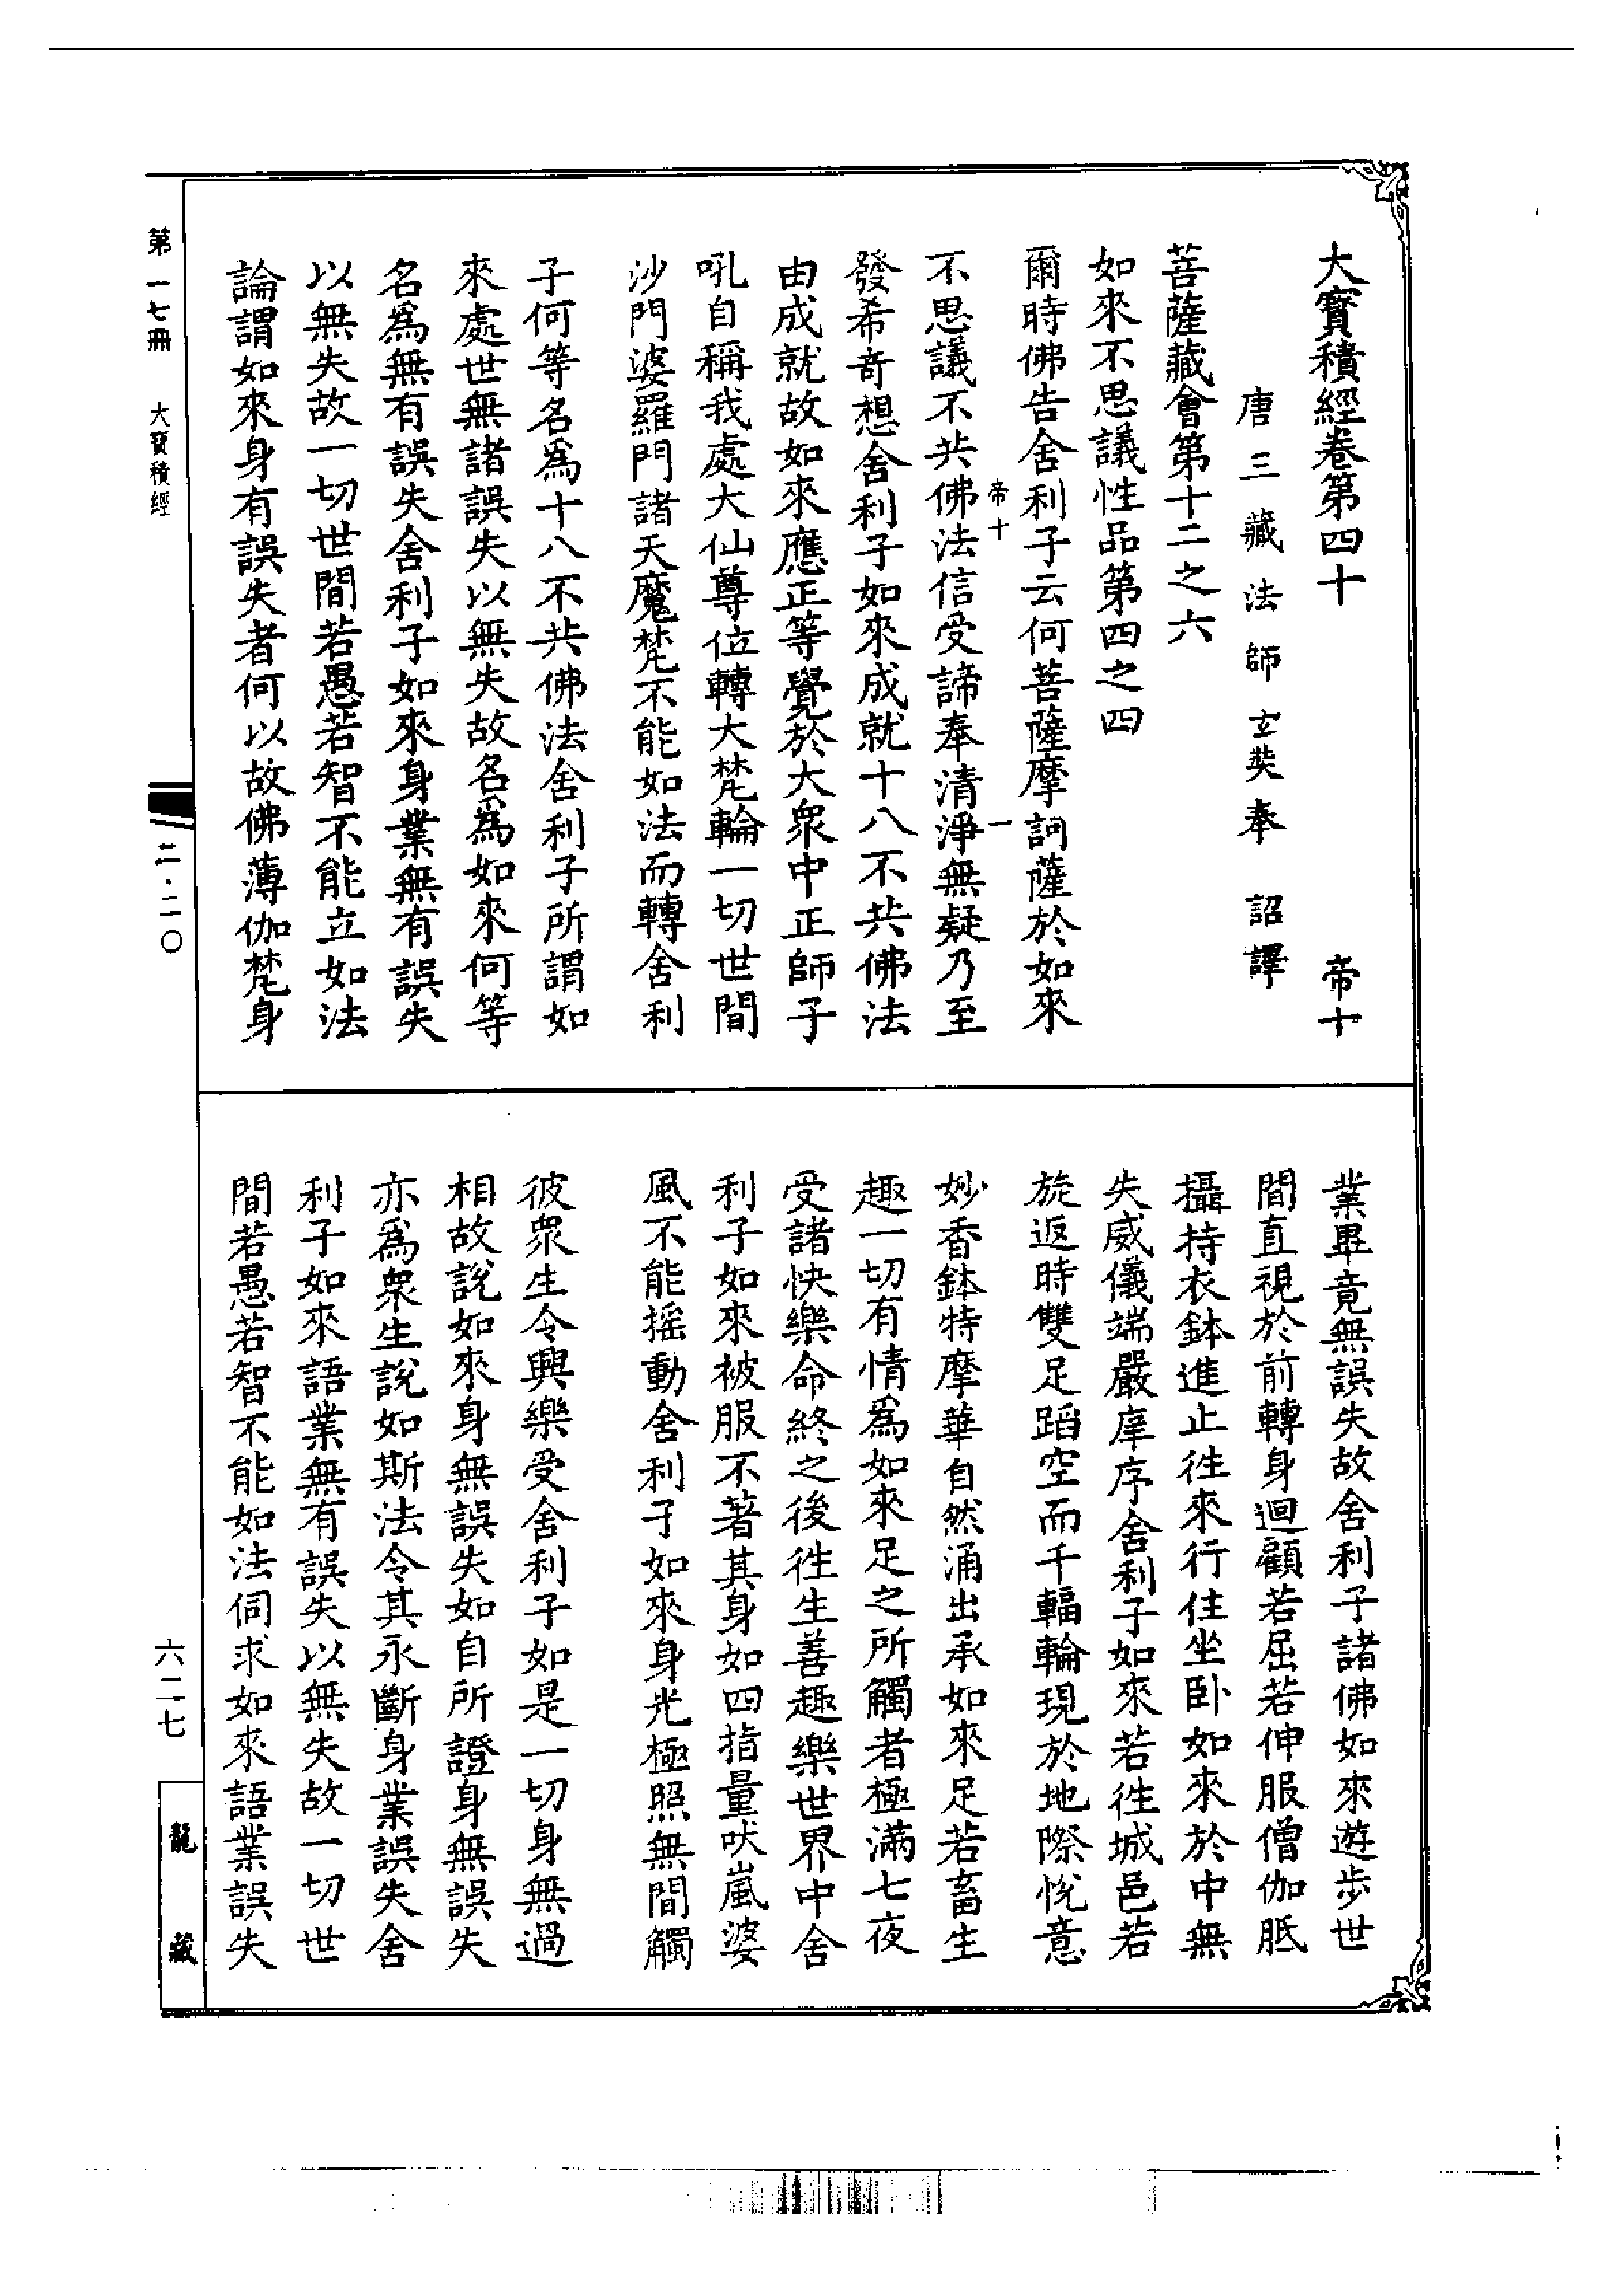 大寳積經卷第四十　帝十
唐三藏法師玄奘奉　詔譯
菩薩藏會第十二之六
如來不思議性品第四之四
爾時佛告舍利子云何菩薩摩訶薩於如來
帝十　一
不思議不共佛法信受諦奉清淨無疑乃至
發希奇想舍利子如來成就十八不共佛法
由成就故如來應正等覺於大衆中正師子
吼自稱我處大仙尊位轉大梵輪一切世間
沙門婆羅門諸天魔梵不能如法而轉舍利
子何等名爲十八不共佛法舍利子所謂如
來處世無諸誤失以無失故名爲如來何等
名爲無有誤失舍利子如來身業無有誤失
以無失故一切世間若愚若智不能立如法
論謂如來身有誤失者何以故佛薄伽梵身
業畢竟無誤失故舍利子諸佛如來遊步世
間直視於前轉身迴顧若屈若伸服僧伽胝
攝持衣鉢進止往來行住坐卧如來於中無
失威儀端嚴庠序舍利子如來若往城邑若
旋返時雙足蹈空而千輻輪現於地際悅意
妙香鉢特摩華自然涌出承如來足若畜生
趣一切有情爲如來足之所觸者極滿七夜
受諸快樂命終之後往生善趣樂世界中舍
利子如來被服不著其身如四指量吠嵐婆
風不能搖動舍利子如來身光極照無間觸
彼衆生令興樂受舍利子如是一切身無過
相故說如來身無誤失如自所證身無誤失
亦爲衆生說如斯法令其永斷身業誤失舍
利子如來語業無有誤失以無失故一切世
間若愚若智不能如法伺求如來語業誤失
第一七冊　大寳積經
二·二〇
六二七
龍藏